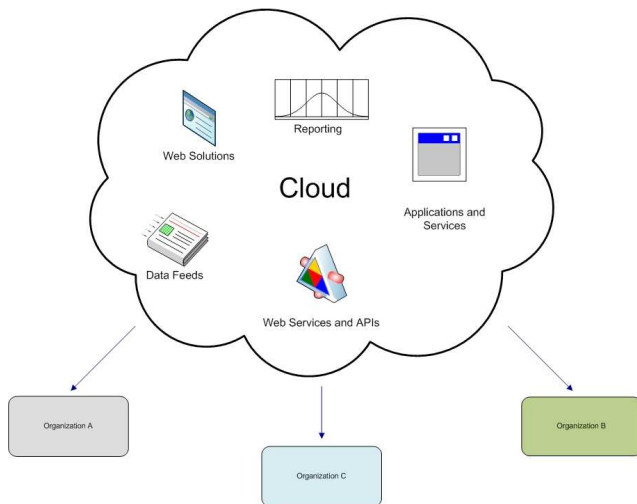 Reporting
Web Solutions
Cloud
Applications and
Services
Data Feeds
Web Services and APIs
Organization A
Organization B
Organization C